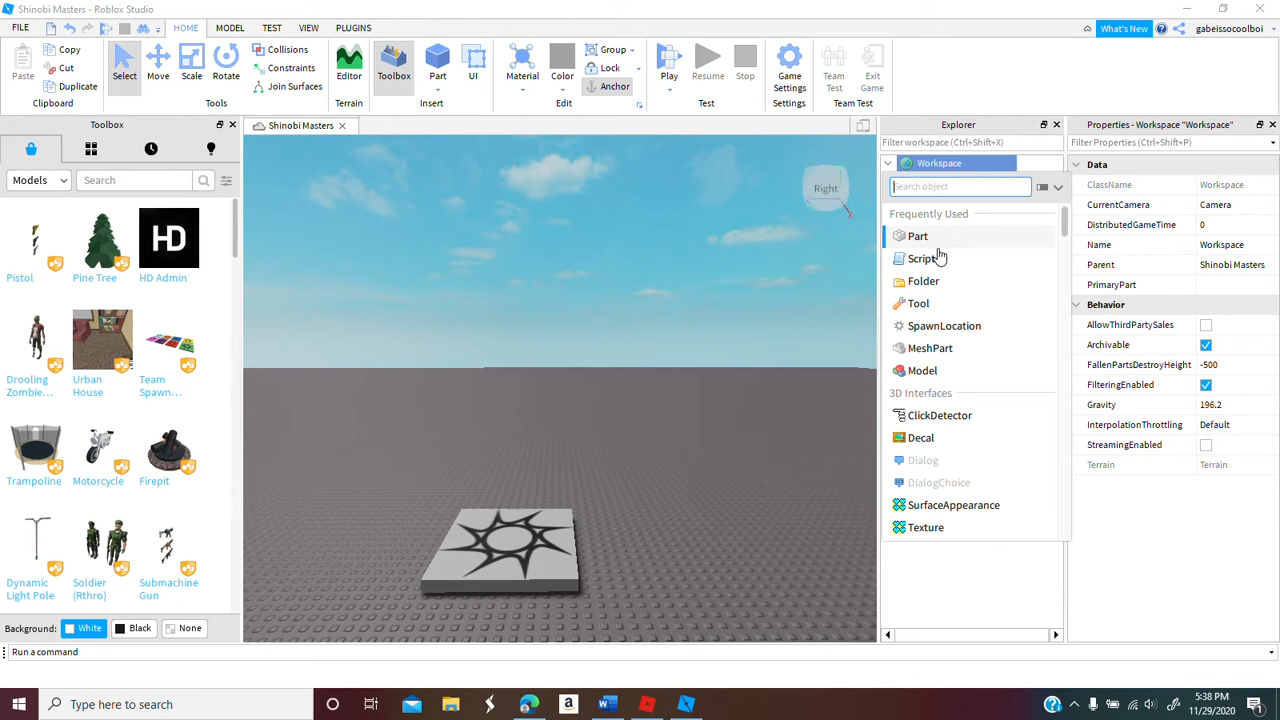 Shinobi Masters - Roblox Studio
FILE HOME MODEL TEST VIEW PLUGINS What's New gabeissocoolboi
Paste Copy Cut Duplicate Clipboard
Select Move Scale Rotate Collisions Constraints Join Surfaces Tools
Editor Terrain
Toolbox Part UI Insert
Material Color Group Lock Anchor Edit
Play Resume Stop Test
Game Settings Settings
Team Test Exit Game Team Test
Toolbox
Models Search
Pistol Pine Tree HD Admin
Drooling Zombie... Urban House Team Spawn...
Trampoline Motorcycle Firepit
Dynamic Light Pole Soldier (Rthro) Submachine Gun
Background: White Black None
Shinobi Masters
Right
Explorer
Filter workspace (Ctrl+Shift+X)
Workspace
Search object
Frequently Used
Part
Script
Folder
Tool
SpawnLocation
MeshPart
Model
3D Interfaces
ClickDetector
Decal
Dialog
DialogChoice
SurfaceAppearance
Texture
Properties - Workspace "Workspace"
Filter Properties (Ctrl+Shift+P)
Data
ClassName Workspace
CurrentCamera Camera
DistributedGameTime 0
Name Workspace
Parent Shinobi Masters
PrimaryPart
Behavior
AllowThirdPartySales
Archivable
FallenPartsDestroyHeight -500
FilteringEnabled
Gravity 196.2
InterpolationThrottling Default
StreamingEnabled
Terrain Terrain
Run a command
Type here to search
5:38 PM
11/29/2020